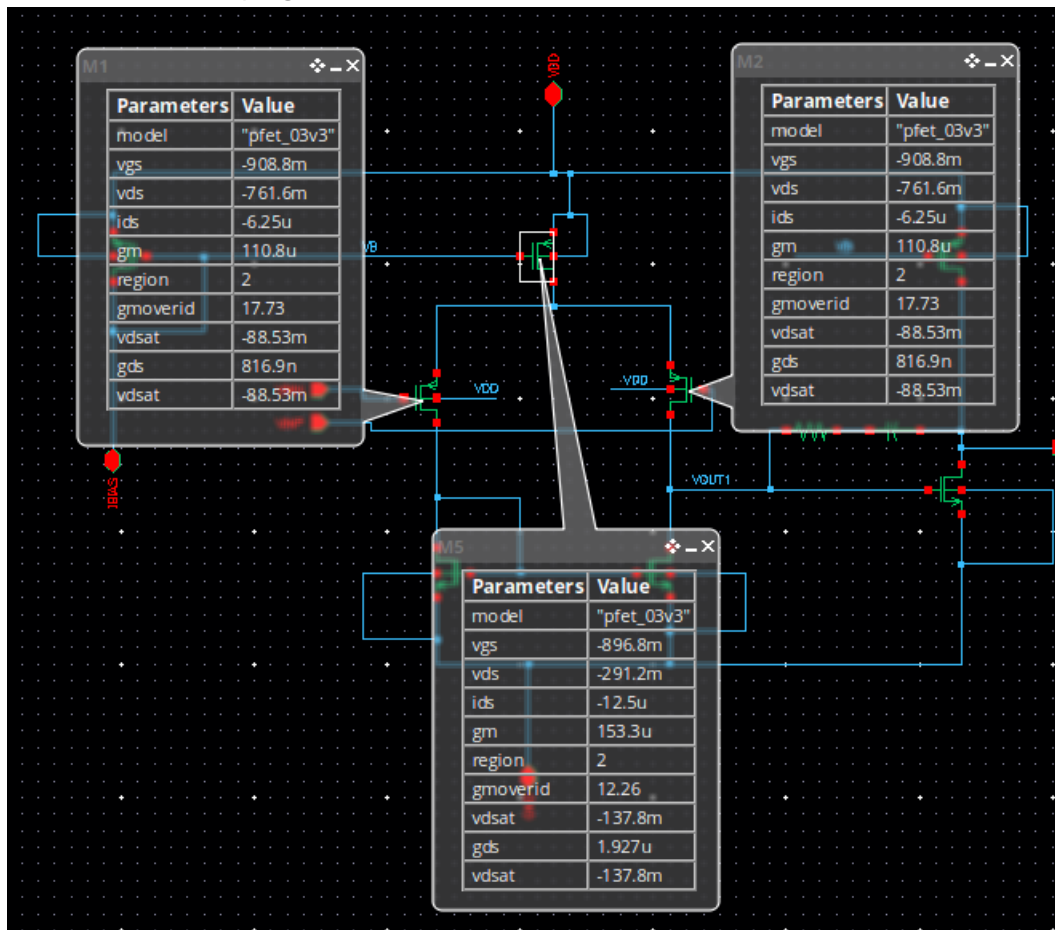 M1
Parameters Value
model "pfet_03v3"
vgs -908.8m
vds -761.6m
ids -6.25u
gm 110.8u
region 2
gmoverid 17.73
vdsat -88.53m
gds 816.9n
vdsat -88.53m
VDD
M2
Parameters Value
model "pfet_03v3"
vgs -908.8m
vds -761.6m
ids -6.25u
gm 110.8u
region 2
gmoverid 17.73
vdsat -88.53m
gds 816.9n
vdsat -88.53m
VB
VDD
VDD
IBIAS
VOUT1
M5
Parameters Value
model "pfet_03v3"
vgs -896.8m
vds -291.2m
ids -12.5u
gm 153.3u
region 2
gmoverid 12.26
vdsat -137.8m
gds 1.927u
vdsat -137.8m